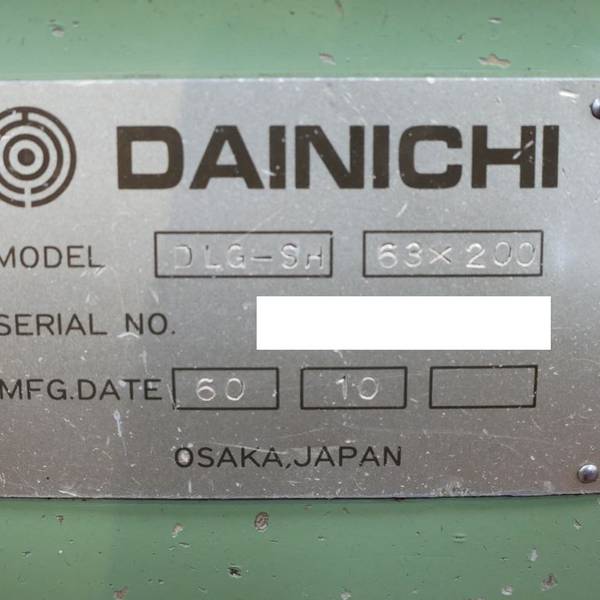 DAINICHI
MODEL DLG-SH 63×200
SERIAL NO.
MFG.DATE 60 10
OSAKA,JAPAN